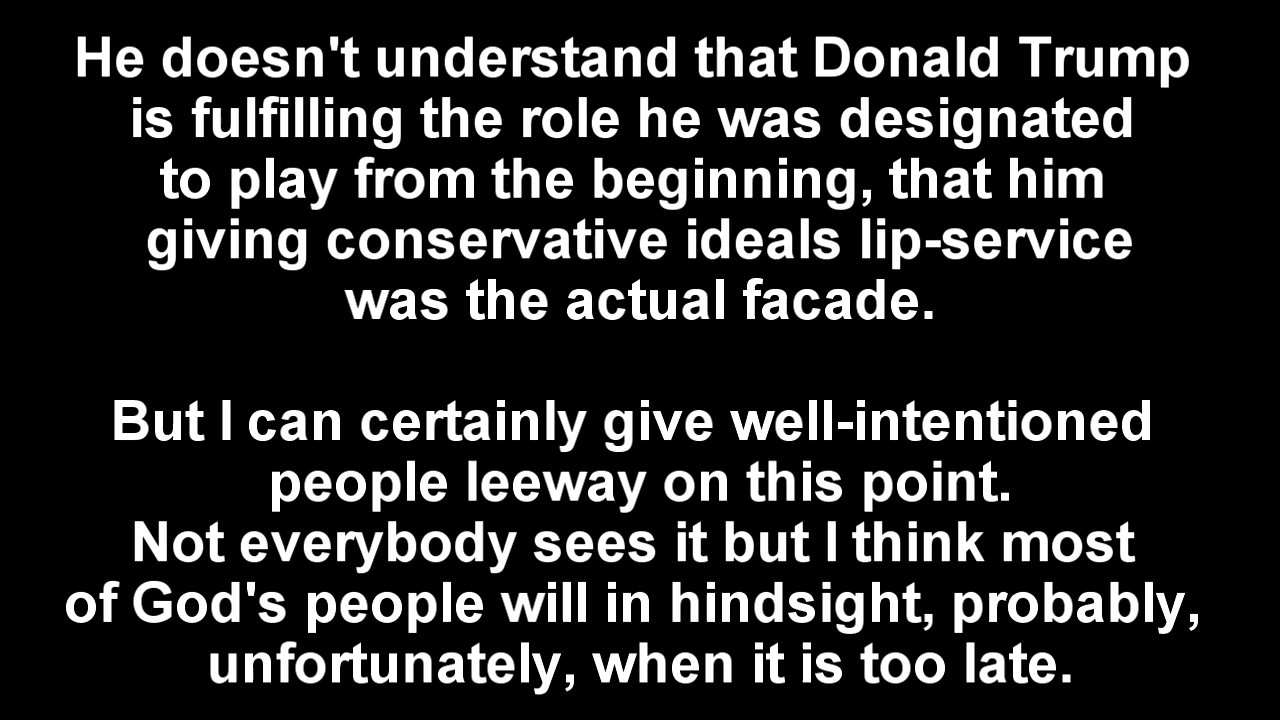 He doesn't understand that Donald Trump
is fulfilling the role he was designated
to play from the beginning, that him
giving conservative ideals lip-service
was the actual facade.
But I can certainly give well-intentioned
people leeway on this point.
Not everybody sees it but I think most
of God's people will in hindsight, probably,
unfortunately, when it is too late.